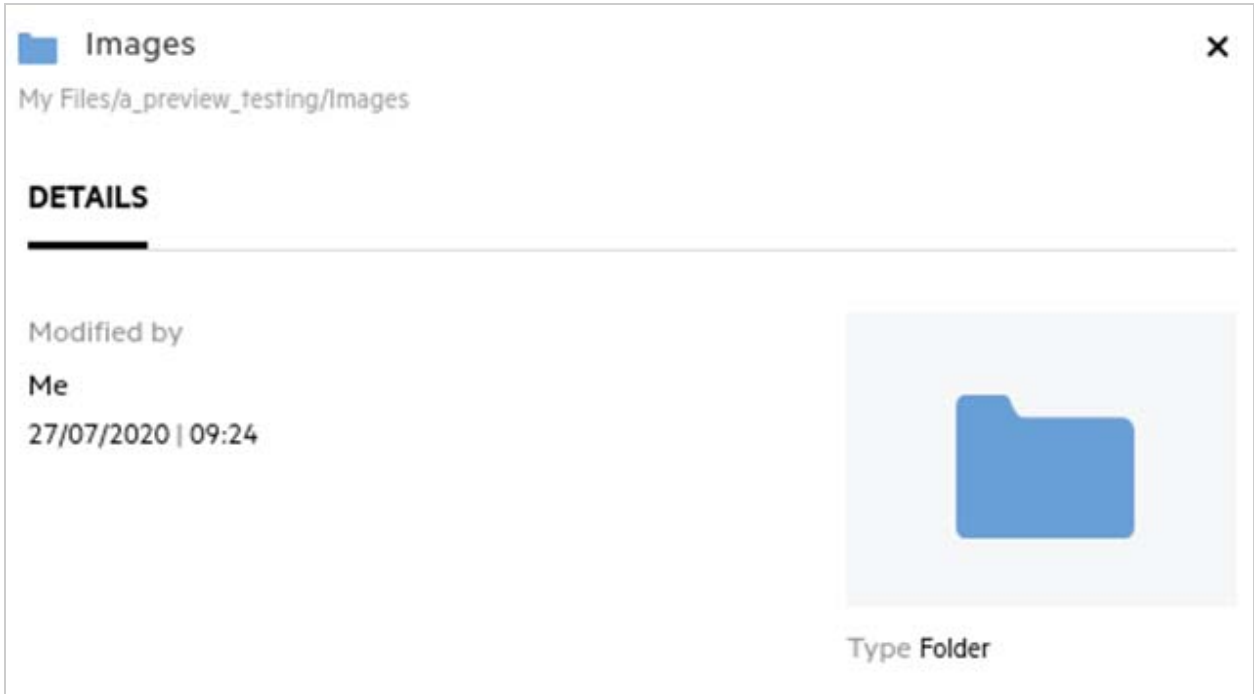 Images
My Files/a_preview_testing/Images
DETAILS
Modified by
Me
27/07/2020 | 09:24
Type Folder